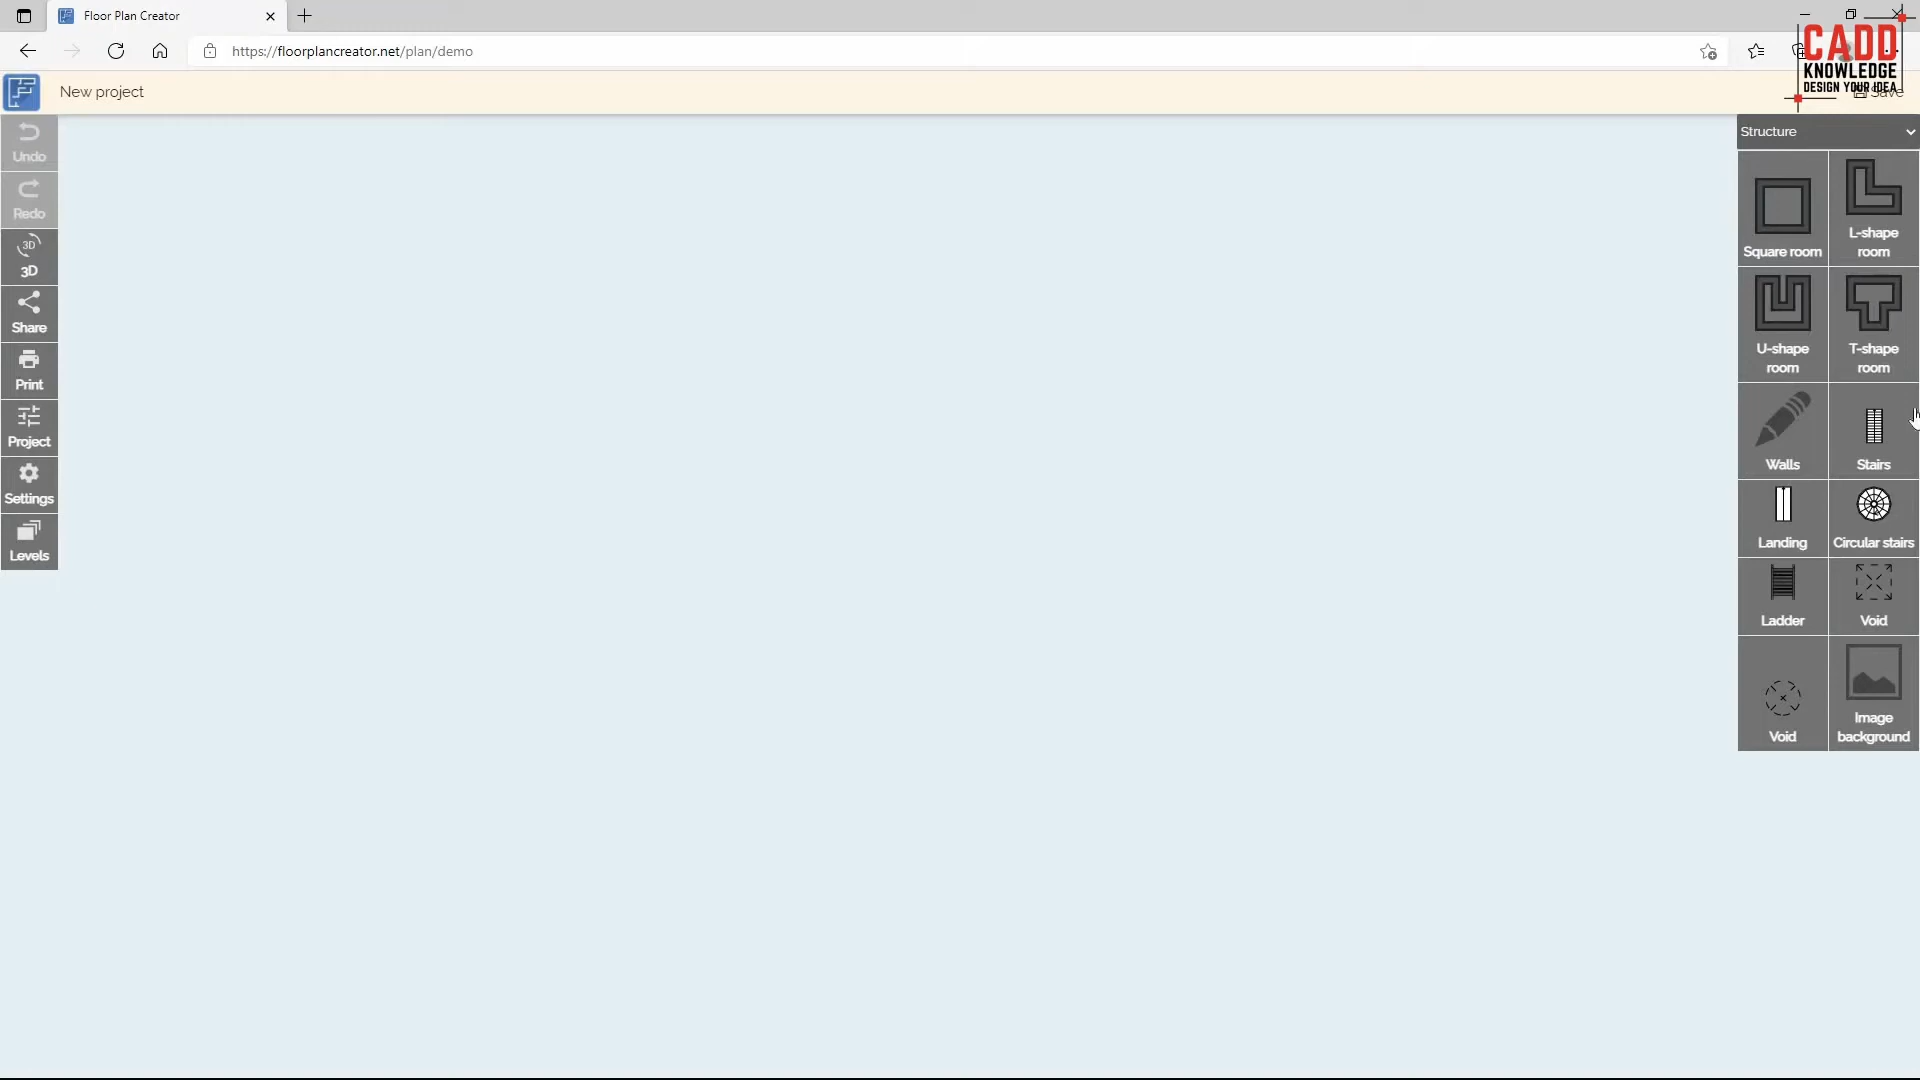 Floor Plan Creator
https://floorplancreator.net/plan/demo
CADD
KNOWLEDGE
DESIGN YOUR IDEA
New project
Save
Undo
Redo
3D
3D
Share
Print
Project
Settings
Levels
Structure
Square room
L-shape
room
U-shape
room
T-shape
room
Walls
Stairs
Landing
Circular stairs
Ladder
Void
Void
Image
background